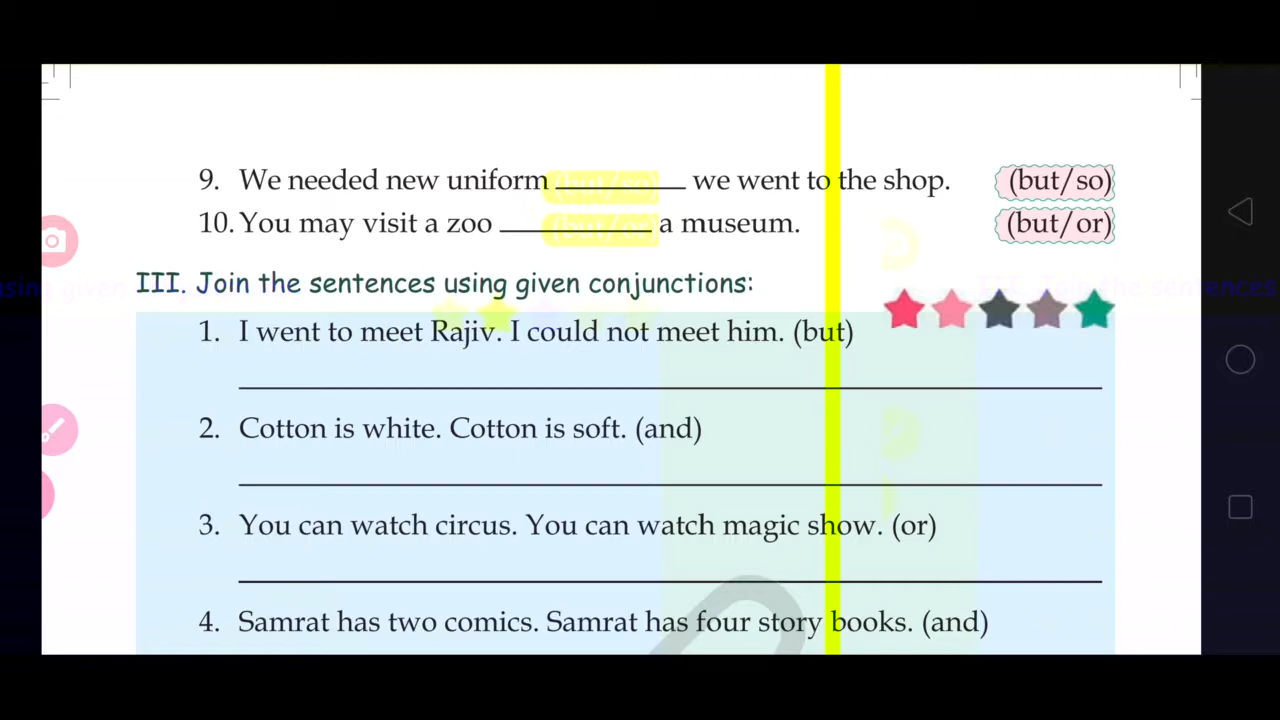 9. We needed new uniform __________ we went to the shop. (but/so)
10. You may visit a zoo ____________ a museum. (but/or)
III. Join the sentences using given conjunctions:
1. I went to meet Rajiv. I could not meet him. (but)
2. Cotton is white. Cotton is soft. (and)
3. You can watch circus. You can watch magic show. (or)
4. Samrat has two comics. Samrat has four story books. (and)